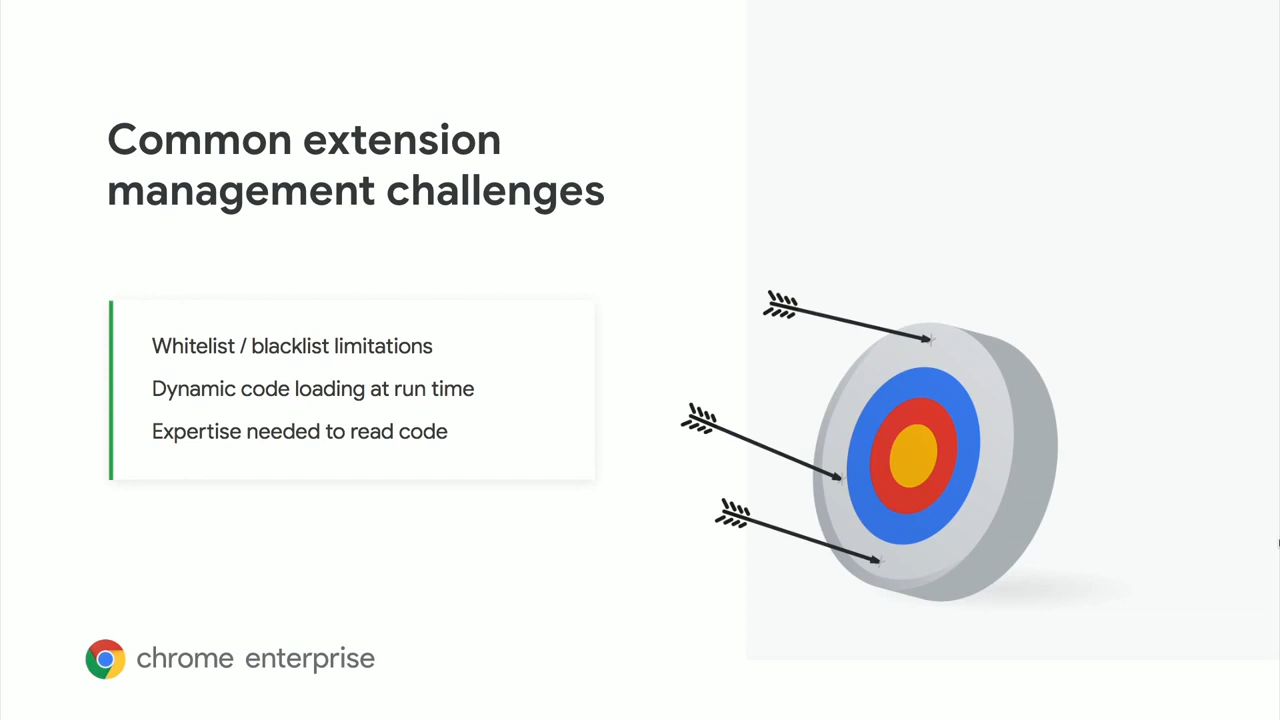 Common extension
management challenges
Whitelist / blacklist limitations
Dynamic code loading at run time
Expertise needed to read code
chrome enterprise